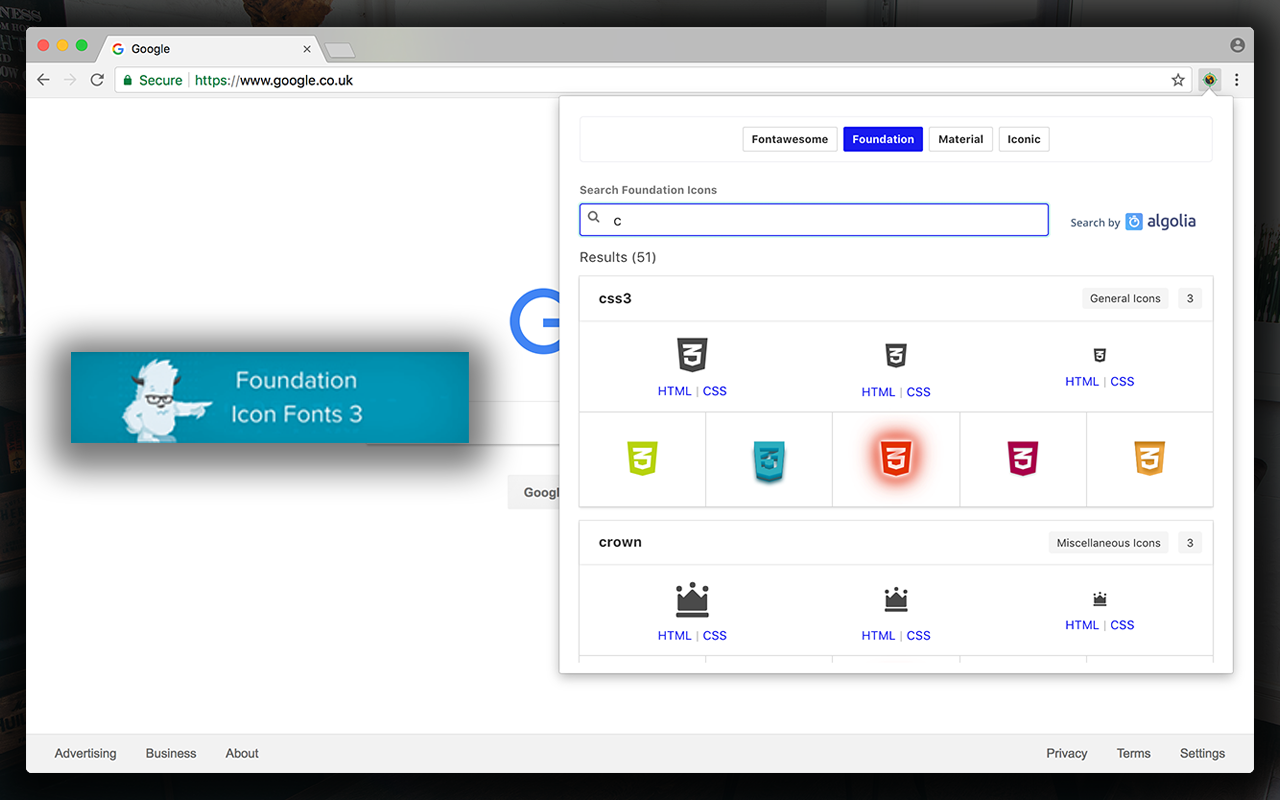 Google
Secure https://www.google.co.uk
Fontawesome Foundation Material Iconic
Search Foundation Icons
C
Search by algolia
Results (51)
css3 General Icons 3
HTML | CSS HTML | CSS HTML | CSS
Foundation
Icon Fonts 3
crown Miscellaneous Icons 3
HTML | CSS HTML | CSS HTML | CSS
Advertising Business About Privacy Terms Settings